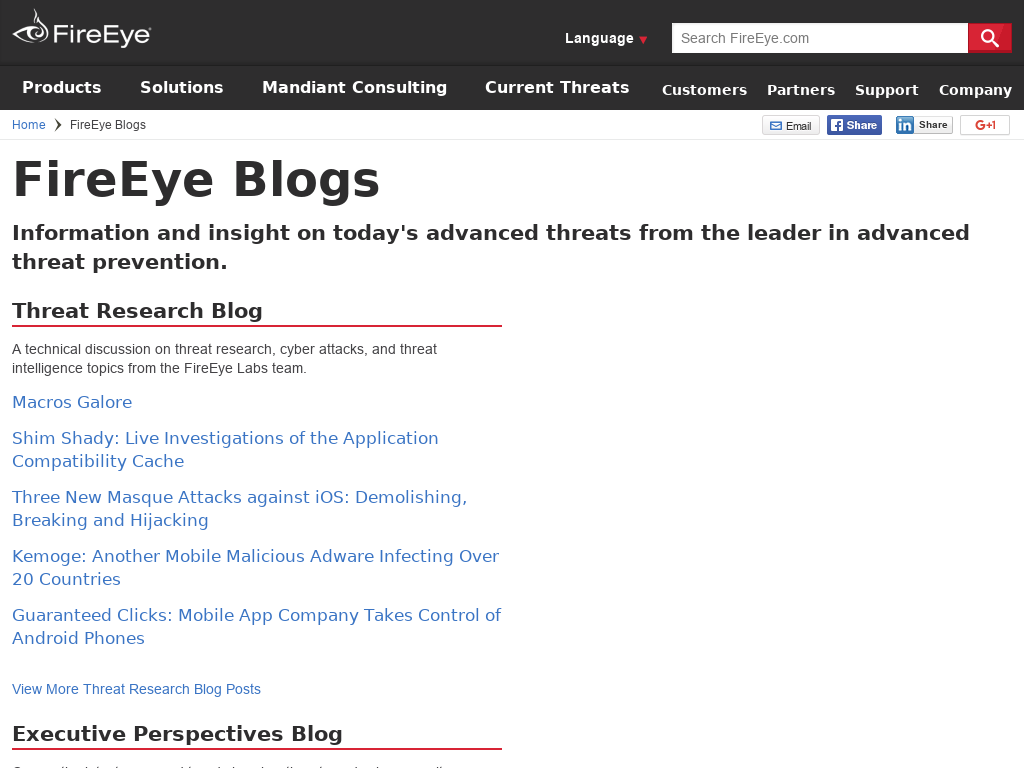 FireEye
Language
Search FireEye.com
Products Solutions Mandiant Consulting Current Threats Customers Partners Support Company
Home FireEye Blogs
Email Share Share G+1
FireEye Blogs
Information and insight on today's advanced threats from the leader in advanced
threat prevention.
Threat Research Blog
A technical discussion on threat research, cyber attacks, and threat
intelligence topics from the FireEye Labs team.
Macros Galore
Shim Shady: Live Investigations of the Application
Compatibility Cache
Three New Masque Attacks against iOS: Demolishing,
Breaking and Hijacking
Kemoge: Another Mobile Malicious Adware Infecting Over
20 Countries
Guaranteed Clicks: Mobile App Company Takes Control of
Android Phones
View More Threat Research Blog Posts
Executive Perspectives Blog